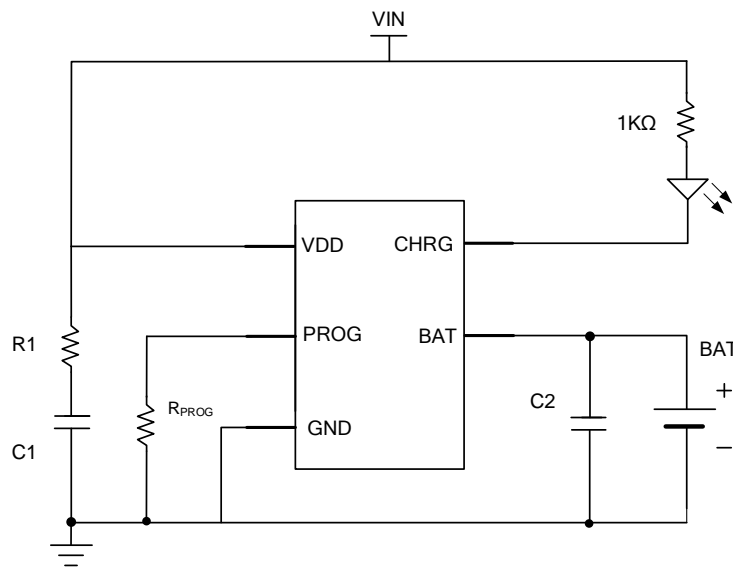 VIN
1KΩ
VDD
CHRG
R1
PROG
BAT
BAT
+
RPROG
C2
C1
GND
−